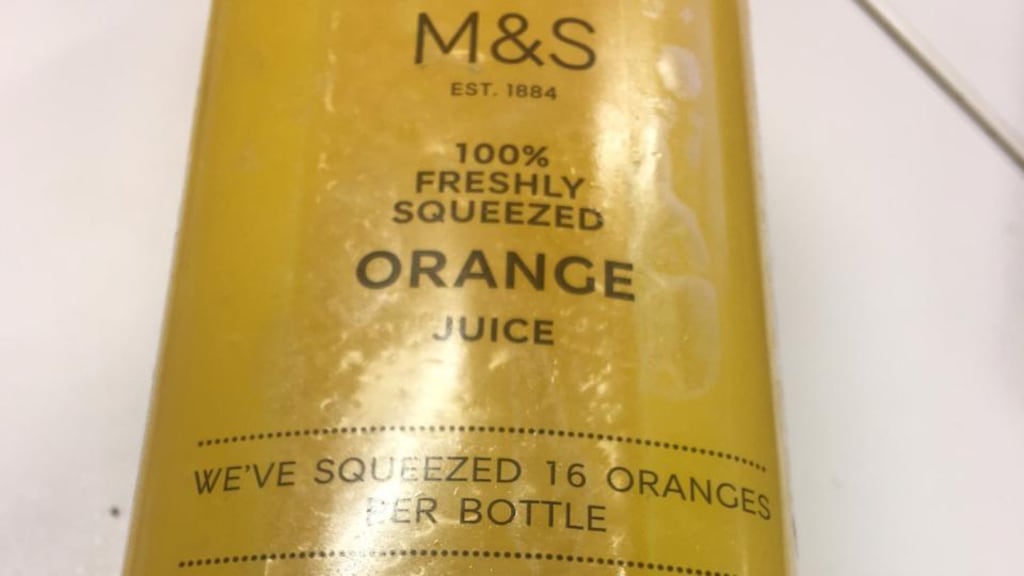 M&S
EST. 1884
100%
FRESHLY
SQUEEZED
ORANGE
JUICE
WE'VE SQUEEZED 16 ORANGES
PER BOTTLE